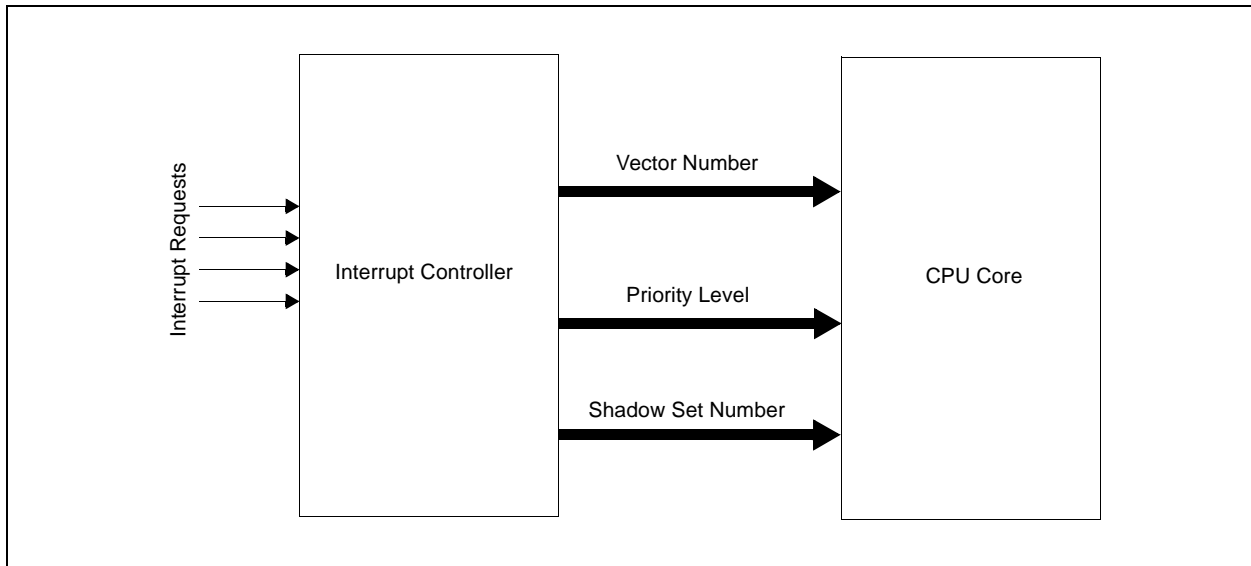 Interrupt Requests
Interrupt Controller
Vector Number
Priority Level
Shadow Set Number
CPU Core